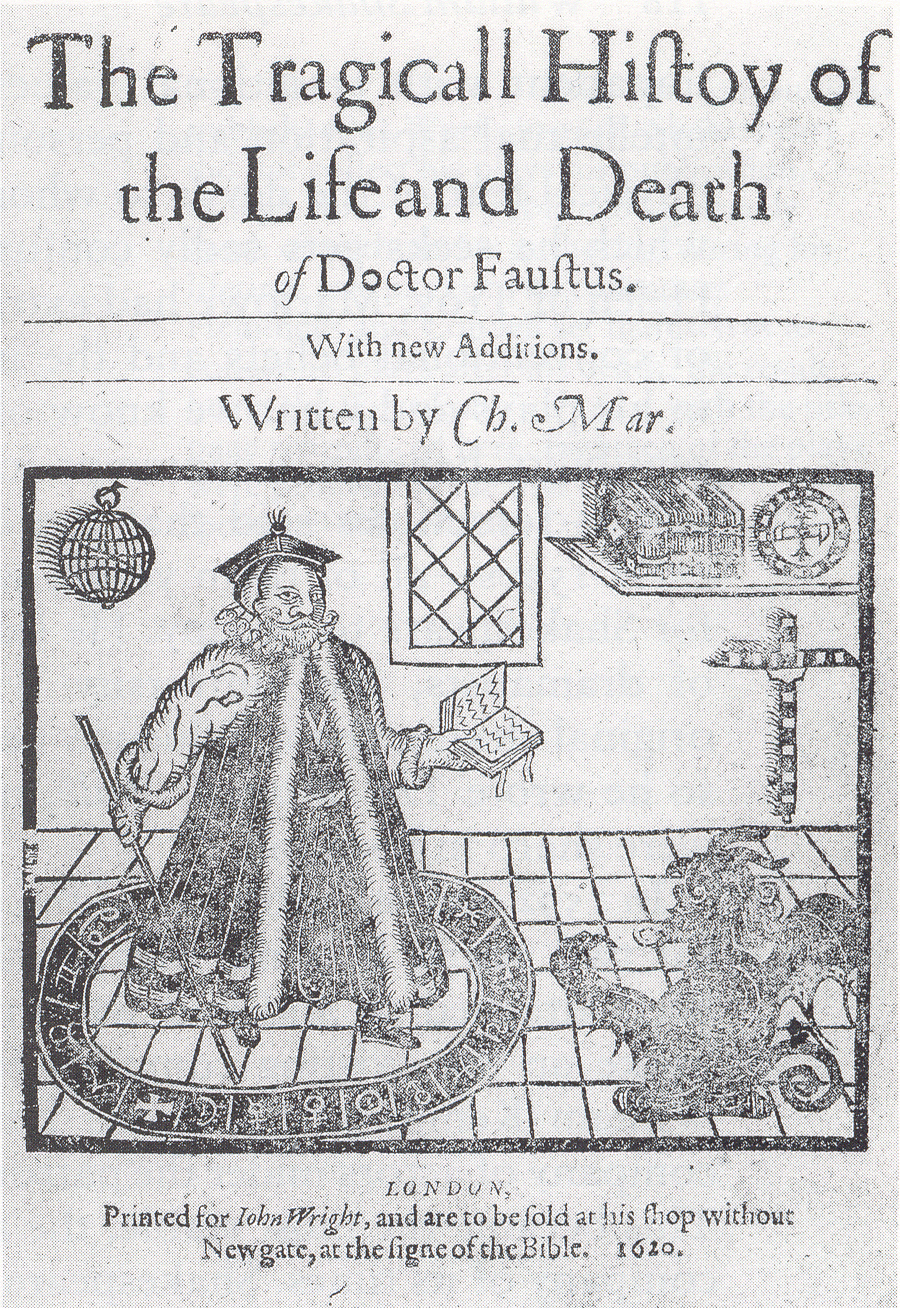 The Tragicall Hiſtoy of
the Life and Death
of Doctor Fauſtus.
With new Additions.
Written by Ch. Mar.
LONDON,
Printed for Iohn Wright, and are to be ſold at his ſhop without
Newgate, at the ſigne of the Bible. 1620.